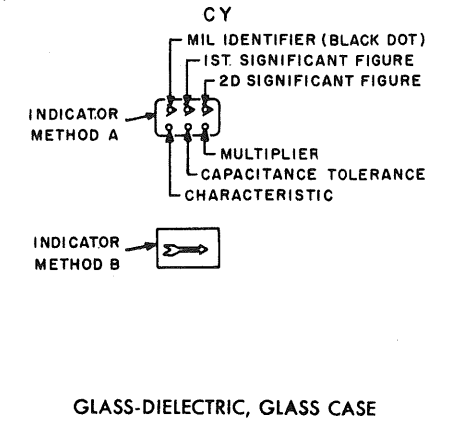 CY
MIL IDENTIFIER (BLACK DOT)
1ST. SIGNIFICANT FIGURE
2D SIGNIFICANT FIGURE
INDICATOR
METHOD A
MULTIPLIER
CAPACITANCE TOLERANCE
CHARACTERISTIC
INDICATOR
METHOD B
GLASS-DIELECTRIC, GLASS CASE